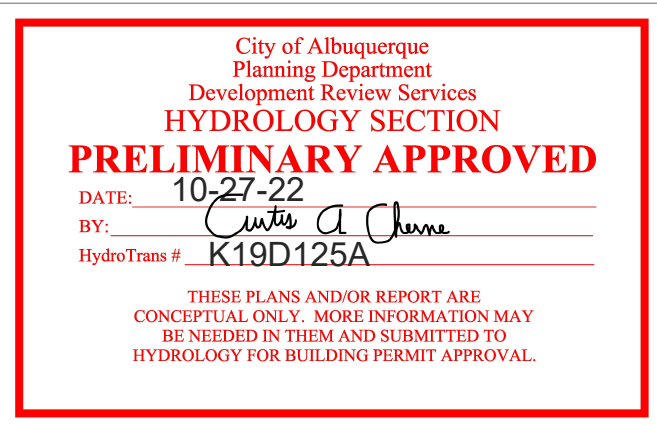 City of Albuquerque
Planning Department
Development Review Services
HYDROLOGY SECTION
PRELIMINARY APPROVED
DATE: 10-27-22
BY: Curtis A Cherne
HydroTrans # K19D125A
THESE PLANS AND/OR REPORT ARE
CONCEPTUAL ONLY. MORE INFORMATION MAY
BE NEEDED IN THEM AND SUBMITTED TO
HYDROLOGY FOR BUILDING PERMIT APPROVAL.